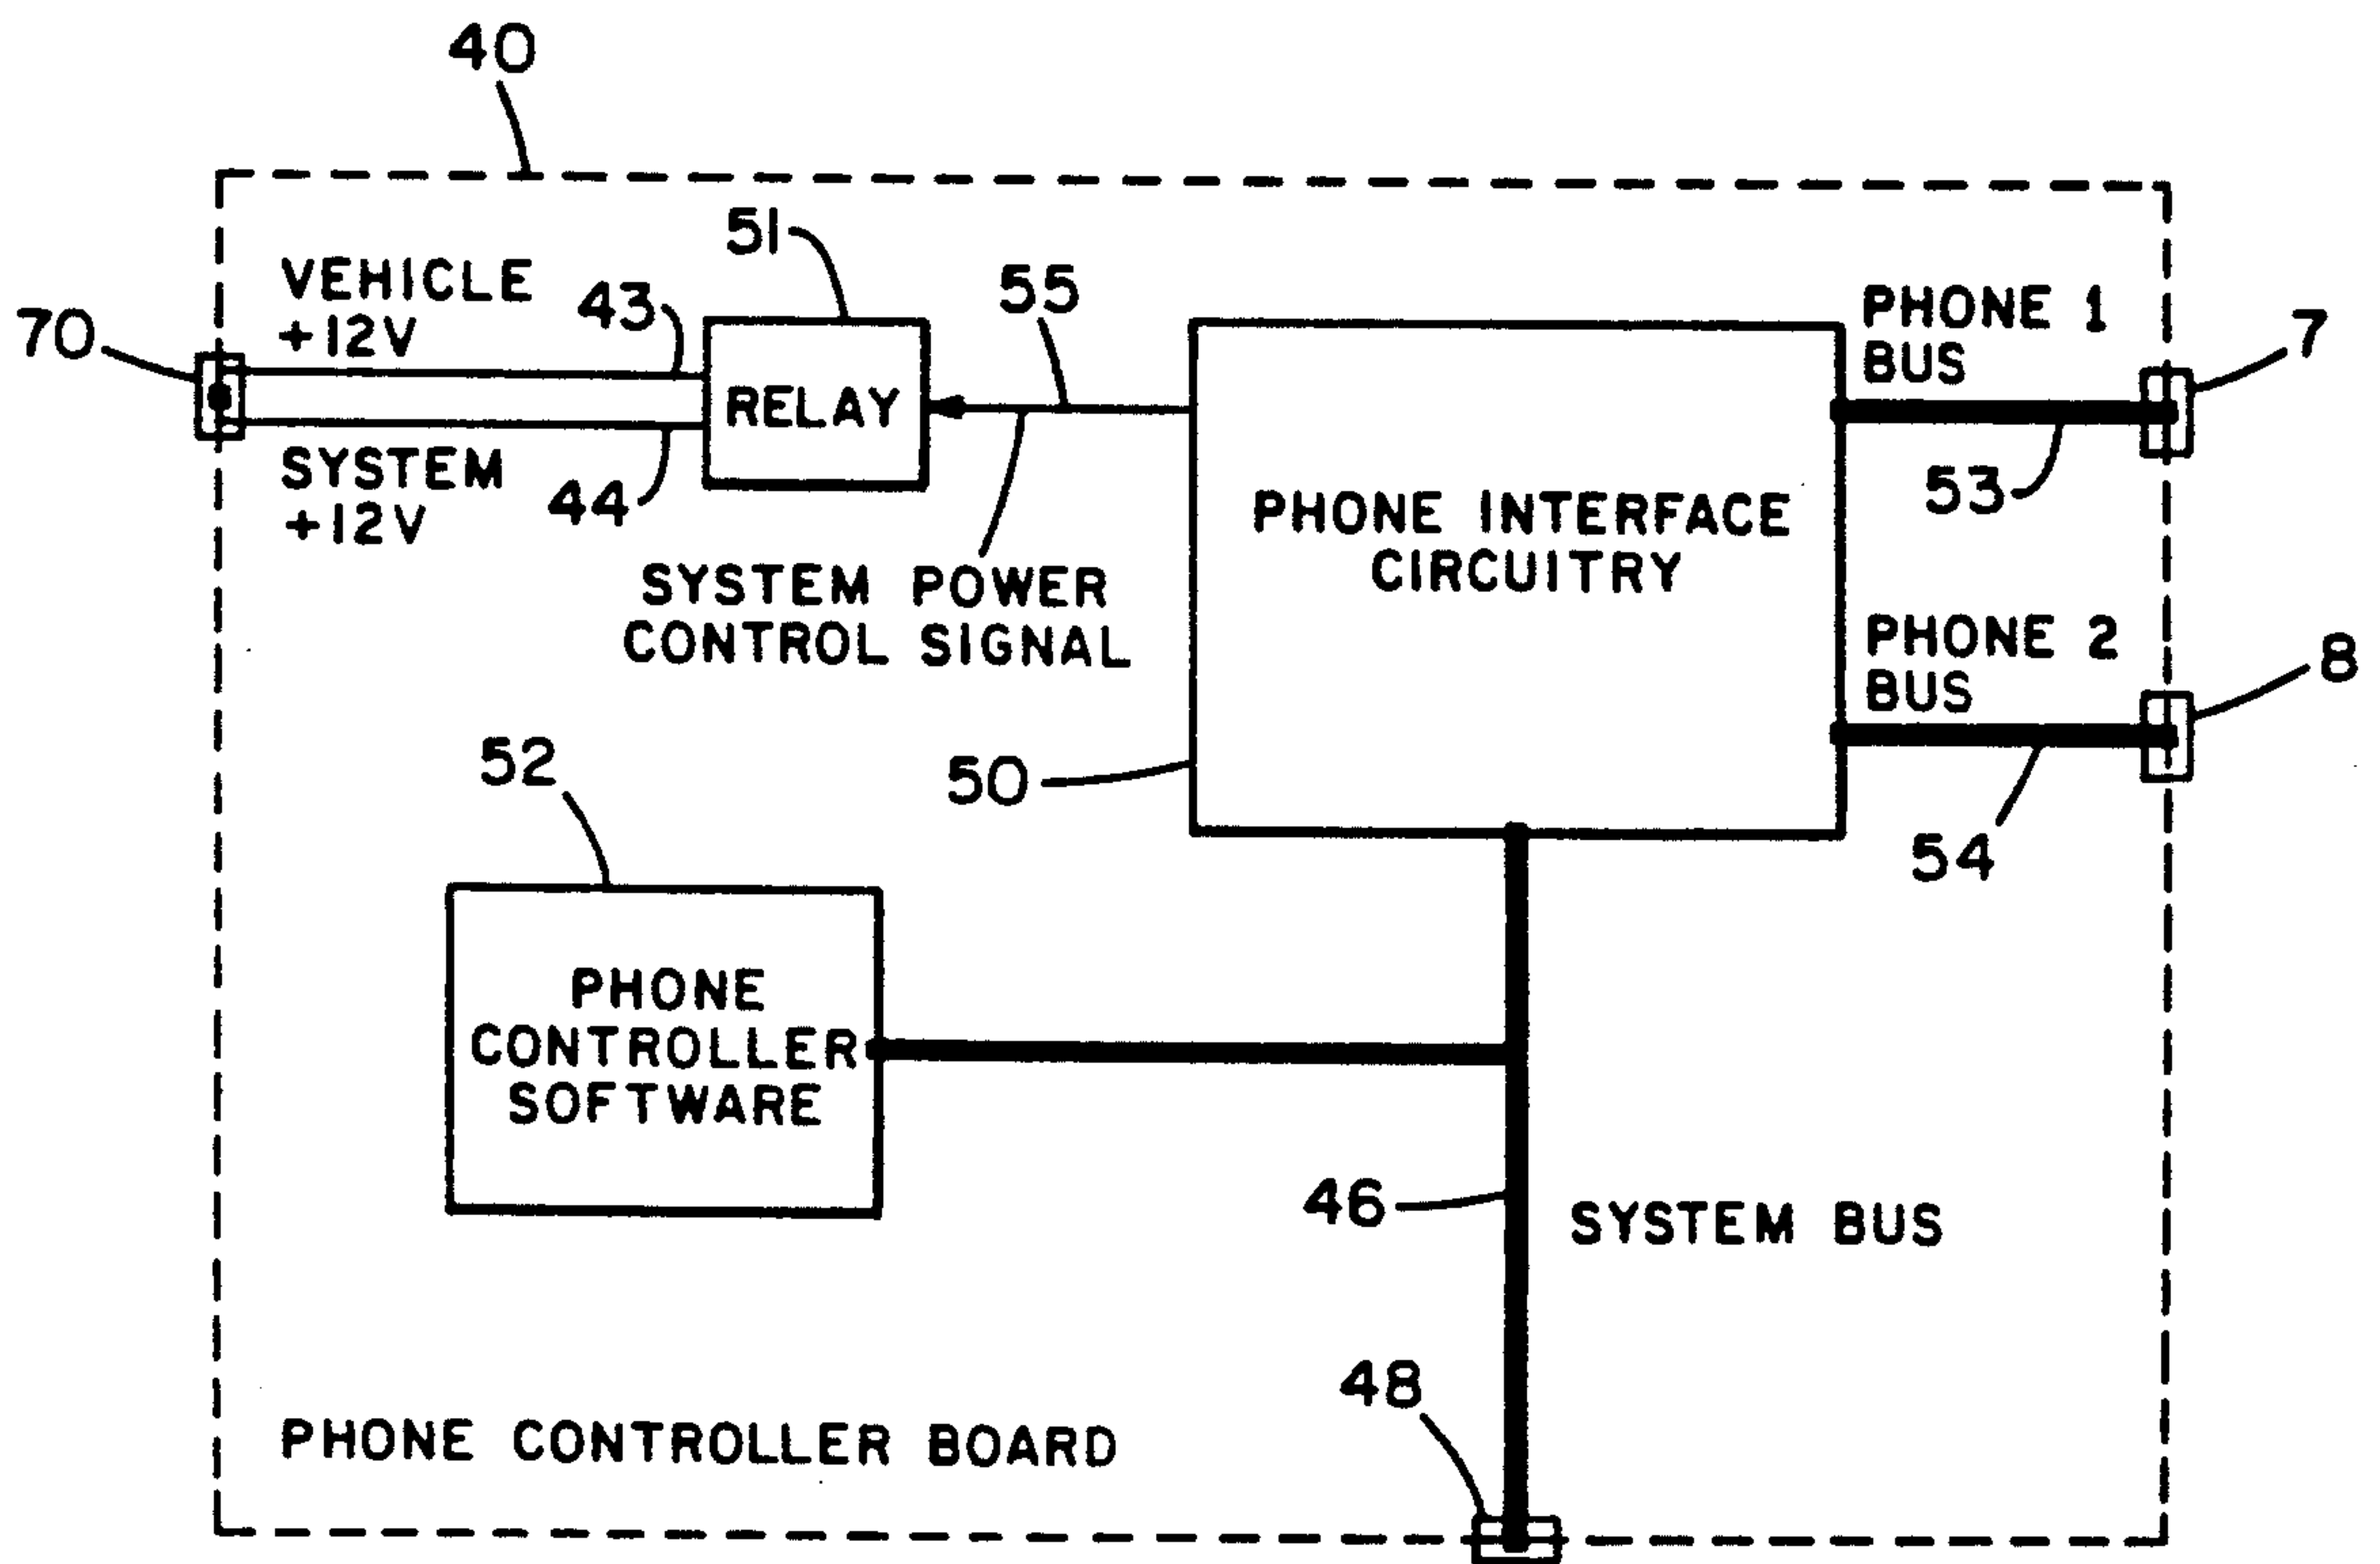 40
51
VEHICLE
+12V
43
55
PHONE 1
BUS
7
70
RELAY
SYSTEM
+12V
44
53
PHONE INTERFACE
CIRCUITRY
SYSTEM POWER
CONTROL SIGNAL
PHONE 2
BUS
8
52
50
54
PHONE
CONTROLLER
SOFTWARE
46
SYSTEM BUS
48
PHONE CONTROLLER BOARD